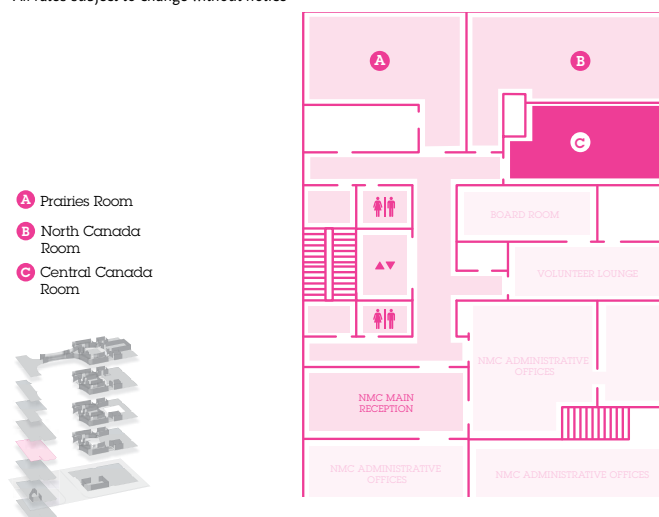 All rates subject to change without notice
A
B
C
A Prairies Room
B North Canada
Room
C Central Canada
Room
BOARD ROOM
VOLUNTEER LOUNGE
NMC ADMINISTRATIVE
OFFICES
NMC MAIN
RECEPTION
NMC ADMINISTRATIVE
OFFICES
NMC ADMINISTRATIVE OFFICES